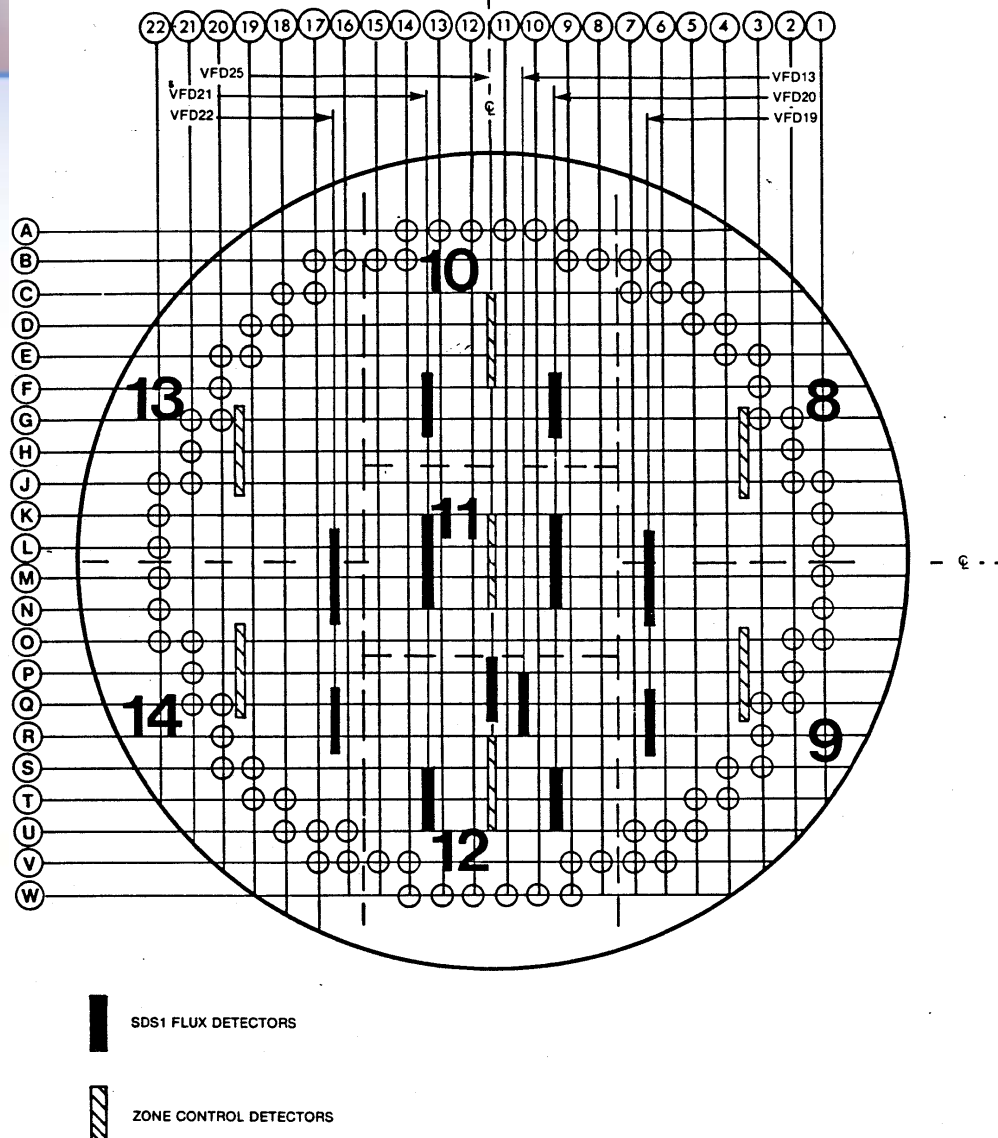 22 21 20 19 18 17 16 15 14 13 12 11 10 9 8 7 6 5 4 3 2 1
VFD25 VFD13
VFD21 VFD20
VFD22 VFD19
℄
A
B
10
C
D
E
F
13 8
G
H
J
K
11
L
M ℄
N
O
P
Q
14 9
R
S
T
U
12
V
W
SDS1 FLUX DETECTORS
ZONE CONTROL DETECTORS